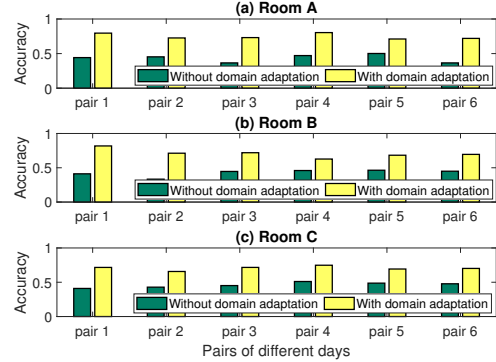 (a) Room A
1
0.5
0
Accuracy
Without domain adaptation With domain adaptation
pair 1 pair 2 pair 3 pair 4 pair 5 pair 6
(b) Room B
1
0.5
0
Accuracy
Without domain adaptation With domain adaptation
pair 1 pair 2 pair 3 pair 4 pair 5 pair 6
(c) Room C
1
0.5
0
Accuracy
Without domain adaptation With domain adaptation
pair 1 pair 2 pair 3 pair 4 pair 5 pair 6
Pairs of different days